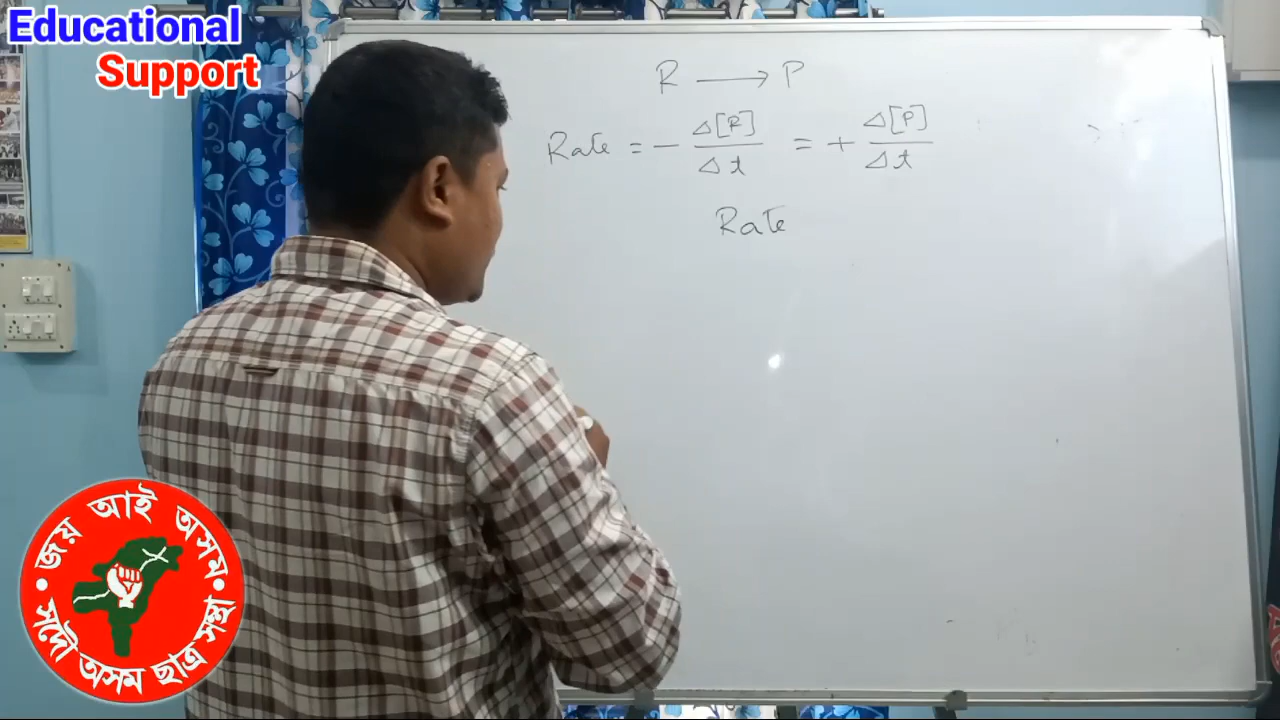 Educational
Support
R ⟶ P
Rate = - Δ[R]/Δt = + Δ[P]/Δt
Rate
জয় আই অসম
সদৌ অসম ছাত্ৰ সন্থা